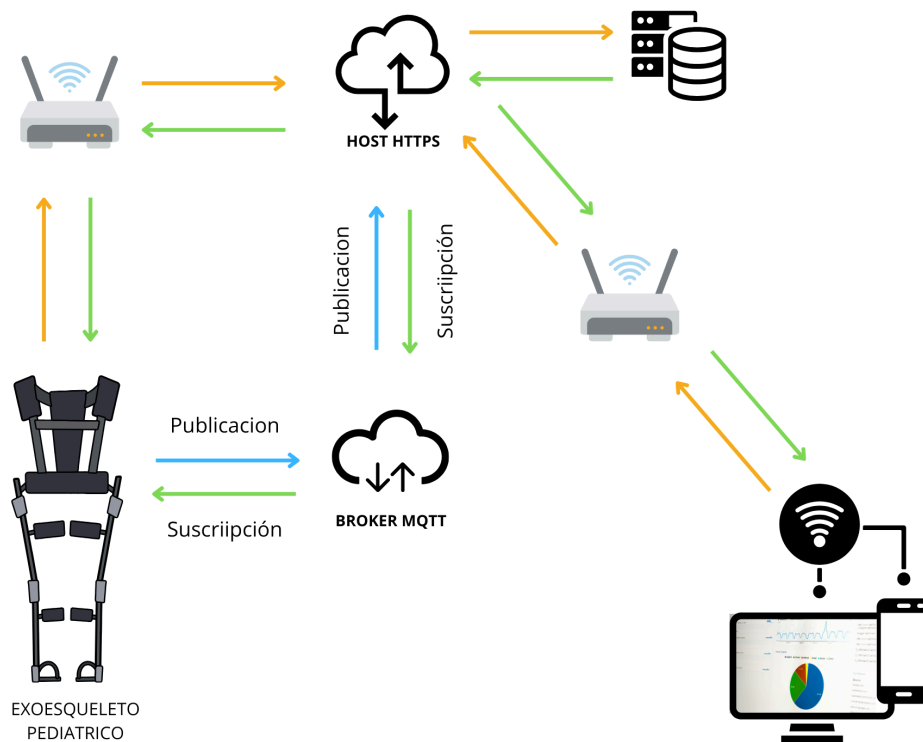 HOST HTTPS
Publicacion
Suscriipción
Publicacion
Suscriipción
BROKER MQTT
EXOESQUELETO
PEDIATRICO